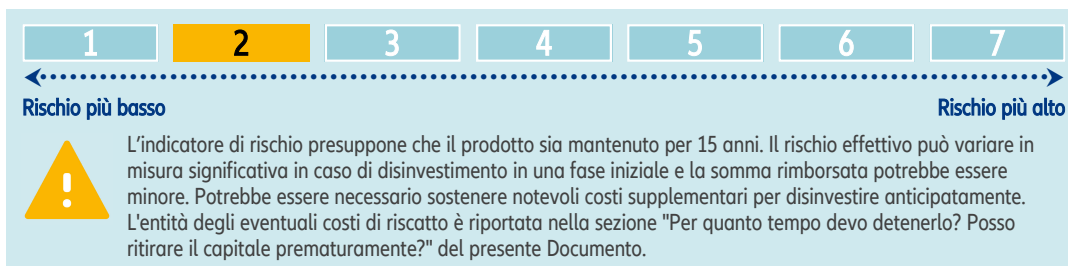 1 2 3 4 5 6 7
Rischio più basso Rischio più alto
L'indicatore di rischio presuppone che il prodotto sia mantenuto per 15 anni. Il rischio effettivo può variare in
misura significativa in caso di disinvestimento in una fase iniziale e la somma rimborsata potrebbe essere
minore. Potrebbe essere necessario sostenere notevoli costi supplementari per disinvestire anticipatamente.
L'entità degli eventuali costi di riscatto è riportata nella sezione "Per quanto tempo devo detenerlo? Posso
ritirare il capitale prematuramente?" del presente Documento.